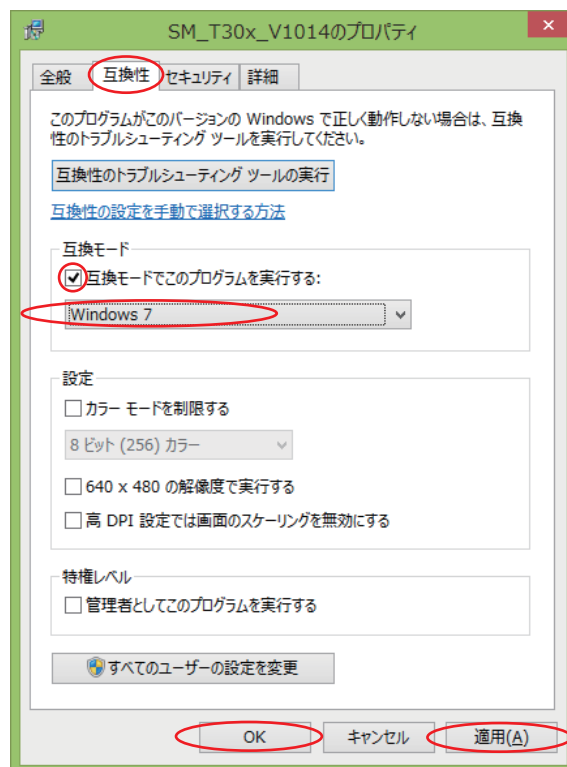 SM_T30x_V1014のプロパティ
全般 互換性 セキュリティ 詳細
このプログラムがこのバージョンの Windows で正しく動作しない場合は、互換
性のトラブルシューティング ツールを実行してください。
互換性のトラブルシューティング ツールの実行
互換性の設定を手動で選択する方法
互換モード
互換モードでこのプログラムを実行する:
Windows 7
設定
カラー モードを制限する
8 ビット (256) カラー
640 x 480 の解像度で実行する
高 DPI 設定では画面のスケーリングを無効にする
特権レベル
管理者としてこのプログラムを実行する
すべてのユーザーの設定を変更
OK キャンセル 適用(A)